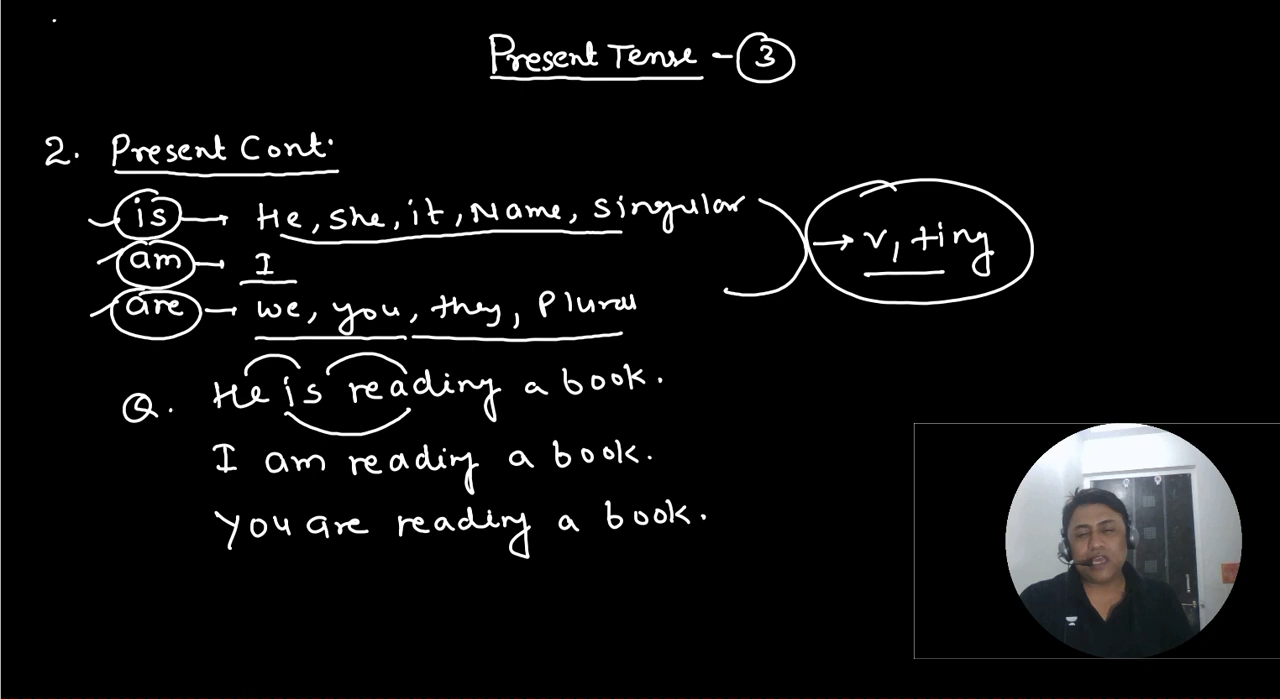 Present Tense - 3
2. Present Cont.
is → He, she, it, Name, singular
am → I
are → we, you, they, Plural
→ v, +ing
Q. He is reading a book.
I am reading a book.
You are reading a book.